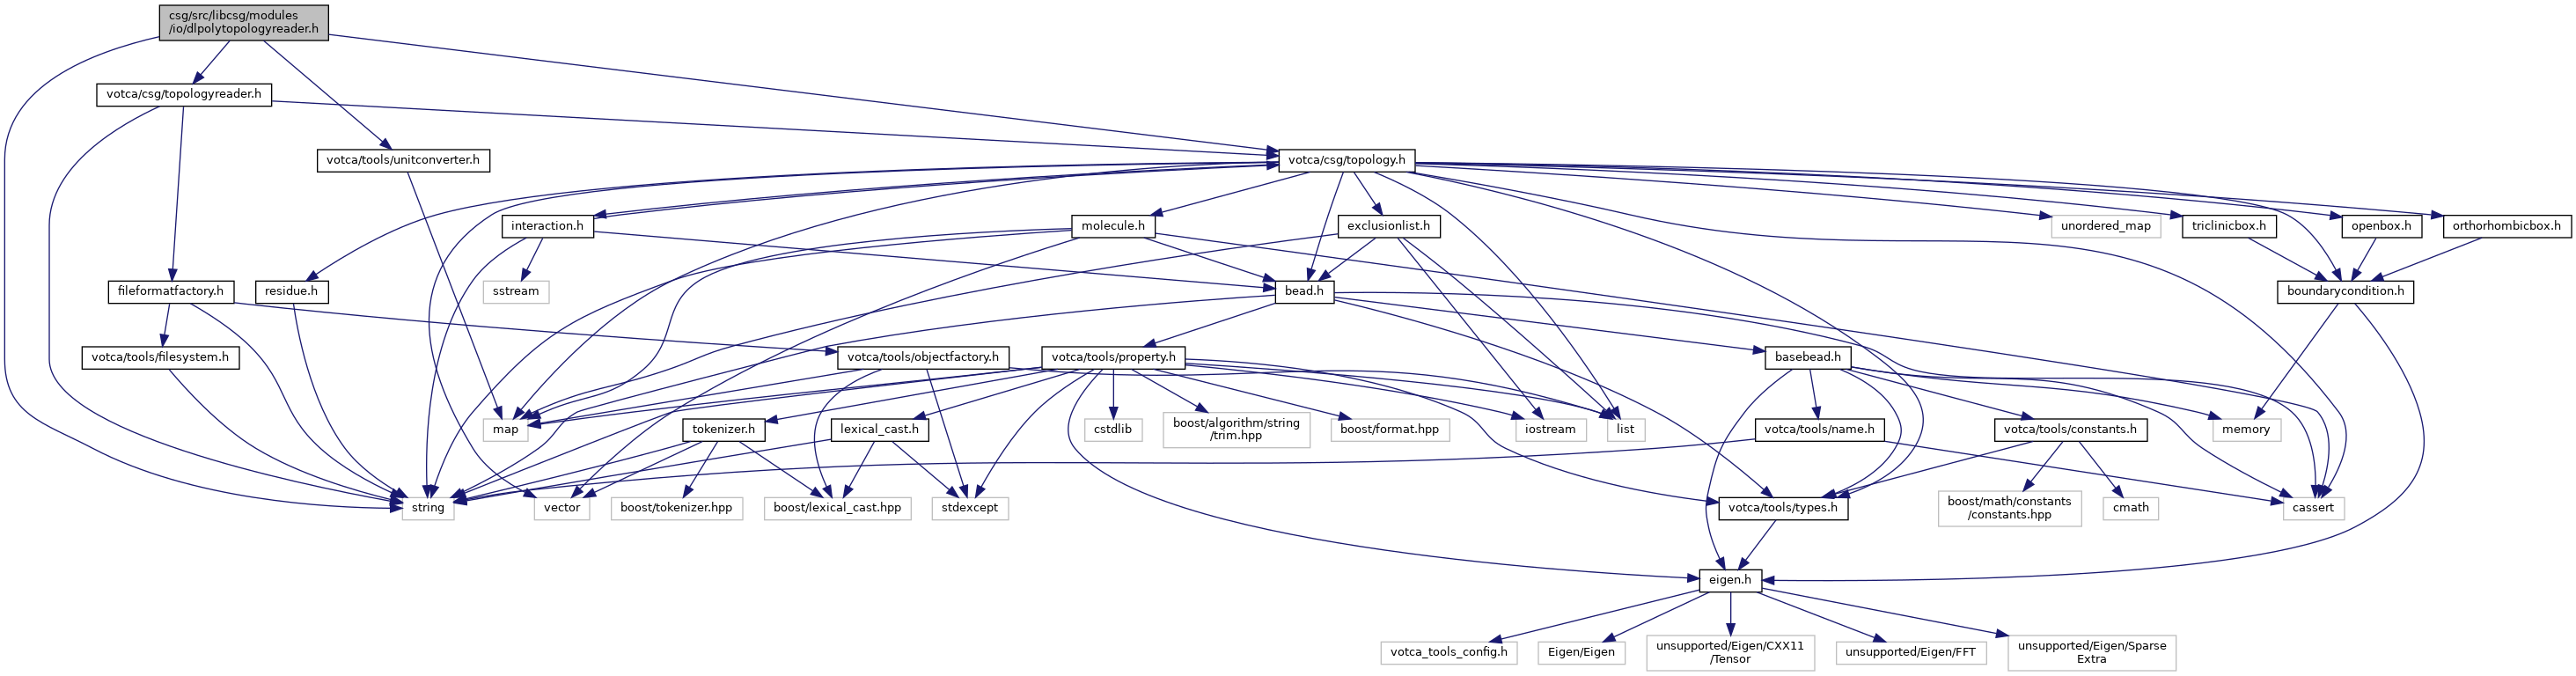 csg/src/libcsg/modules
/io/dlpolytopologyreader.h
votca/csg/topologyreader.h
votca/tools/unitconverter.h
votca/csg/topology.h
interaction.h
molecule.h
exclusionlist.h
unordered_map
triclinicbox.h
openbox.h
orthorhombicbox.h
fileformatfactory.h
residue.h
sstream
bead.h
boundarycondition.h
votca/tools/filesystem.h
votca/tools/objectfactory.h
votca/tools/property.h
basebead.h
map
tokenizer.h
lexical_cast.h
cstdlib
boost/algorithm/string
/trim.hpp
boost/format.hpp
iostream
list
votca/tools/name.h
votca/tools/constants.h
memory
string
vector
boost/tokenizer.hpp
boost/lexical_cast.hpp
stdexcept
votca/tools/types.h
boost/math/constants
/constants.hpp
cmath
cassert
eigen.h
votca_tools_config.h
Eigen/Eigen
unsupported/Eigen/CXX11
/Tensor
unsupported/Eigen/FFT
unsupported/Eigen/Sparse
Extra